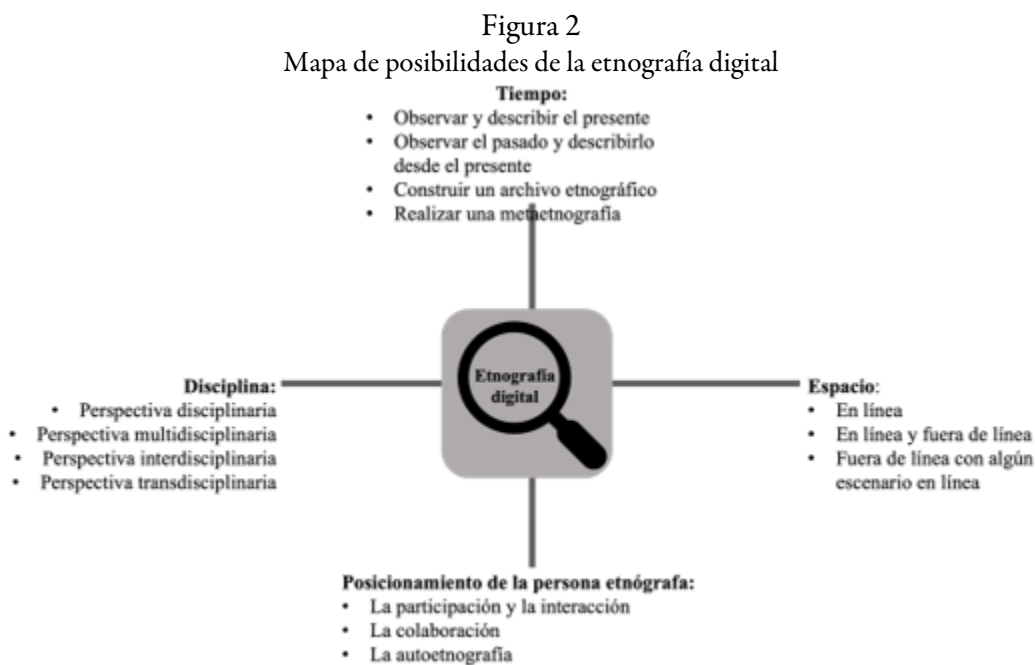 Figura 2
Mapa de posibilidades de la etnografía digital
Tiempo:
• Observar y describir el presente
• Observar el pasado y describirlo
desde el presente
• Construir un archivo etnográfico
• Realizar una metaetnografía
Etnografía
digital
Disciplina:
• Perspectiva disciplinaria
• Perspectiva multidisciplinaria
• Perspectiva interdisciplinaria
• Perspectiva transdisciplinaria
Espacio:
• En línea
• En línea y fuera de línea
• Fuera de línea con algún
escenario en línea
Posicionamiento de la persona etnógrafa:
• La participación y la interacción
• La colaboración
• La autoetnografía